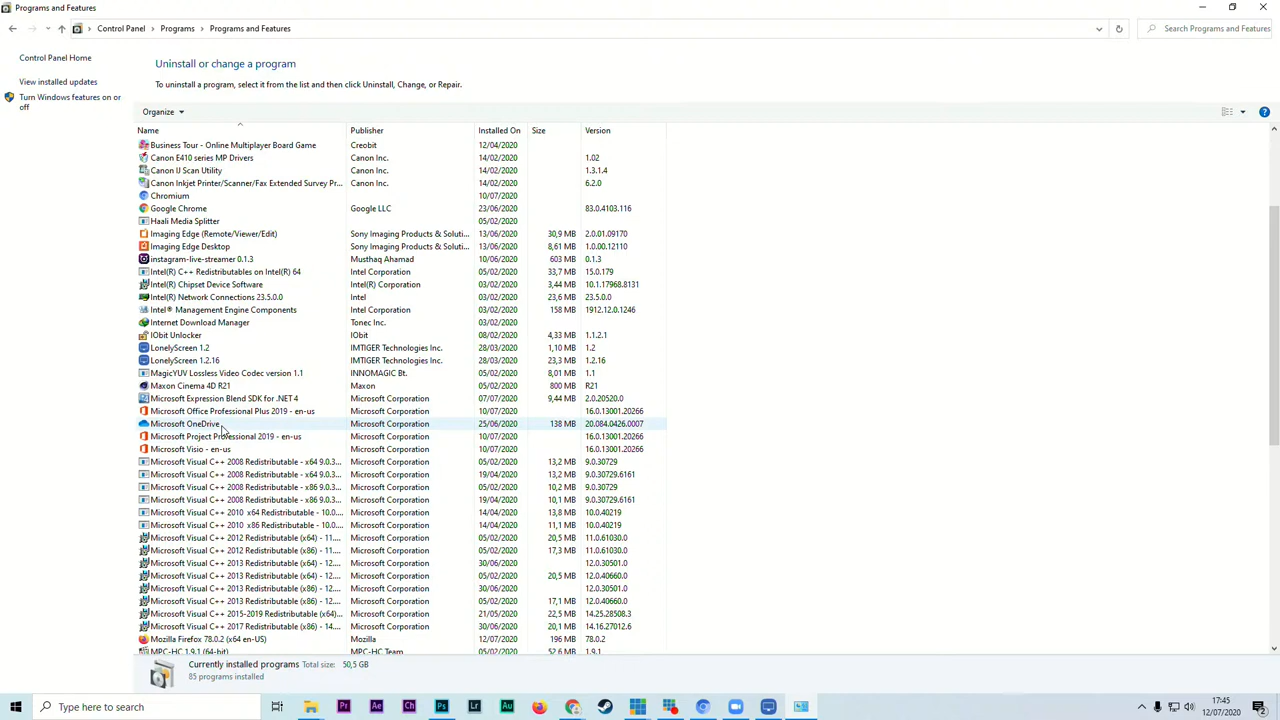 Programs and Features
Control Panel > Programs > Programs and Features
Search Programs and Features
Control Panel Home
View installed updates
Turn Windows features on or off
Uninstall or change a program
To uninstall a program, select it from the list and then click Uninstall, Change, or Repair.
Organize
Name Publisher Installed On Size Version
Business Tour - Online Multiplayer Board Game Creobit 12/04/2020
Canon E410 series MP Drivers Canon Inc. 14/02/2020 1.02
Canon IJ Scan Utility Canon Inc. 14/02/2020 1.3.1.4
Canon Inkjet Printer/Scanner/Fax Extended Survey Pr... Canon Inc. 14/02/2020 6.2.0
Chromium 10/07/2020
Google Chrome Google LLC 23/06/2020 83.0.4103.116
Haali Media Splitter 05/02/2020
Imaging Edge (Remote/Viewer/Edit) Sony Imaging Products & Soluti... 13/06/2020 30,9 MB 2.0.01.09170
Imaging Edge Desktop Sony Imaging Products & Soluti... 13/06/2020 8,61 MB 1.0.00.12110
instagram-live-streamer 0.1.3 Musthaq Ahamad 10/06/2020 603 MB 0.1.3
Intel(R) C++ Redistributables on Intel(R) 64 Intel Corporation 05/02/2020 33,7 MB 15.0.179
Intel(R) Chipset Device Software Intel(R) Corporation 03/02/2020 3,44 MB 10.1.17968.8131
Intel(R) Network Connections 23.5.0.0 Intel 03/02/2020 23,6 MB 23.5.0.0
Intel® Management Engine Components Intel Corporation 03/02/2020 158 MB 1912.12.0.1246
Internet Download Manager Tonec Inc. 03/02/2020
IObit Unlocker IObit 08/02/2020 4,33 MB 1.1.2.1
LonelyScreen 1.2 IMTIGER Technologies Inc. 28/03/2020 1,10 MB 1.2
LonelyScreen 1.2.16 IMTIGER Technologies Inc. 28/03/2020 23,3 MB 1.2.16
MagicYUV Lossless Video Codec version 1.1 INNOMAGIC Bt. 05/02/2020 8,01 MB 1.1
Maxon Cinema 4D R21 Maxon 05/02/2020 800 MB R21
Microsoft Expression Blend SDK for .NET 4 Microsoft Corporation 07/07/2020 9,44 MB 2.0.20520.0
Microsoft Office Professional Plus 2019 - en-us Microsoft Corporation 10/07/2020 16.0.13001.20266
Microsoft OneDrive Microsoft Corporation 25/06/2020 138 MB 20.084.0426.0007
Microsoft Project Professional 2019 - en-us Microsoft Corporation 10/07/2020 16.0.13001.20266
Microsoft Visio - en-us Microsoft Corporation 10/07/2020 16.0.13001.20266
Microsoft Visual C++ 2008 Redistributable - x64 9.0.3... Microsoft Corporation 05/02/2020 13,2 MB 9.0.30729
Microsoft Visual C++ 2008 Redistributable - x64 9.0.3... Microsoft Corporation 19/04/2020 13,2 MB 9.0.30729.6161
Microsoft Visual C++ 2008 Redistributable - x86 9.0.3... Microsoft Corporation 05/02/2020 10,2 MB 9.0.30729
Microsoft Visual C++ 2008 Redistributable - x86 9.0.3... Microsoft Corporation 19/04/2020 10,1 MB 9.0.30729.6161
Microsoft Visual C++ 2010 x64 Redistributable - 10.0.... Microsoft Corporation 14/04/2020 13,8 MB 10.0.40219
Microsoft Visual C++ 2010 x86 Redistributable - 10.0.... Microsoft Corporation 14/04/2020 11,1 MB 10.0.40219
Microsoft Visual C++ 2012 Redistributable (x64) - 11.... Microsoft Corporation 05/02/2020 20,5 MB 11.0.61030.0
Microsoft Visual C++ 2012 Redistributable (x86) - 11.... Microsoft Corporation 05/02/2020 17,3 MB 11.0.61030.0
Microsoft Visual C++ 2013 Redistributable (x64) - 12.... Microsoft Corporation 30/06/2020 12.0.30501.0
Microsoft Visual C++ 2013 Redistributable (x64) - 12.... Microsoft Corporation 05/02/2020 20,5 MB 12.0.40660.0
Microsoft Visual C++ 2013 Redistributable (x86) - 12.... Microsoft Corporation 30/06/2020 12.0.30501.0
Microsoft Visual C++ 2013 Redistributable (x86) - 12.... Microsoft Corporation 05/02/2020 17,1 MB 12.0.40660.0
Microsoft Visual C++ 2015-2019 Redistributable (x64)... Microsoft Corporation 21/05/2020 22,5 MB 14.25.28508.3
Microsoft Visual C++ 2017 Redistributable (x86) - 14.... Microsoft Corporation 30/06/2020 20,1 MB 14.16.27012.6
Mozilla Firefox 78.0.2 (x64 en-US) Mozilla 12/07/2020 196 MB 78.0.2
MPC-HC 1.9.1 (64-bit) MPC-HC Team 05/02/2020 52,6 MB 1.9.1
Currently installed programs Total size: 50,5 GB
85 programs installed
Type here to search
Pr Ae Ch Ps Lr Au
17:45
12/07/2020
2